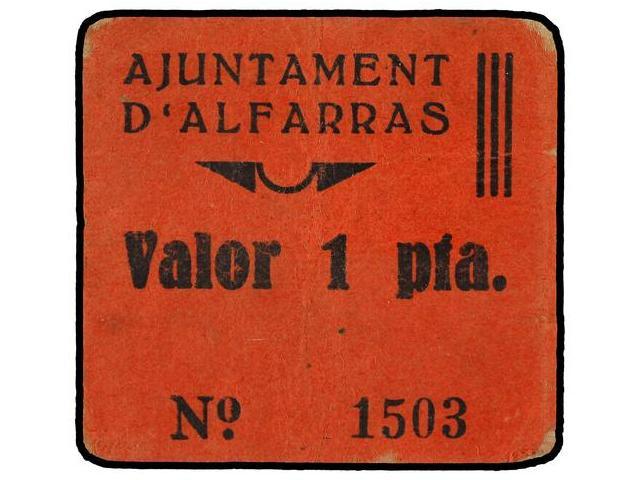 AJUNTAMENT
D'ALFARRAS
Valor 1 pta.
Nº 1503